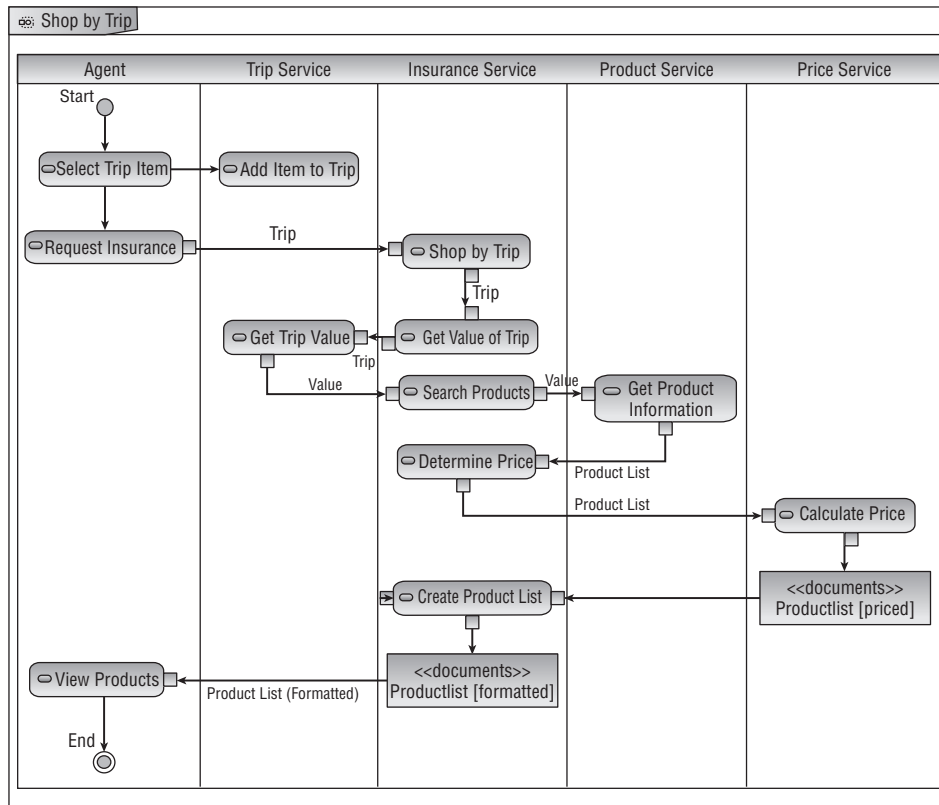 Shop by Trip
Agent
Trip Service
Insurance Service
Product Service
Price Service
Start
Select Trip Item
Add Item to Trip
Request Insurance
Trip
Shop by Trip
Trip
Get Trip Value
Get Value of Trip
Trip
Value
Search Products
Value
Get Product
Information
Determine Price
Product List
Product List
Calculate Price
Create Product List
<<documents>>
Productlist [priced]
View Products
Product List (Formatted)
<<documents>>
Productlist [formatted]
End